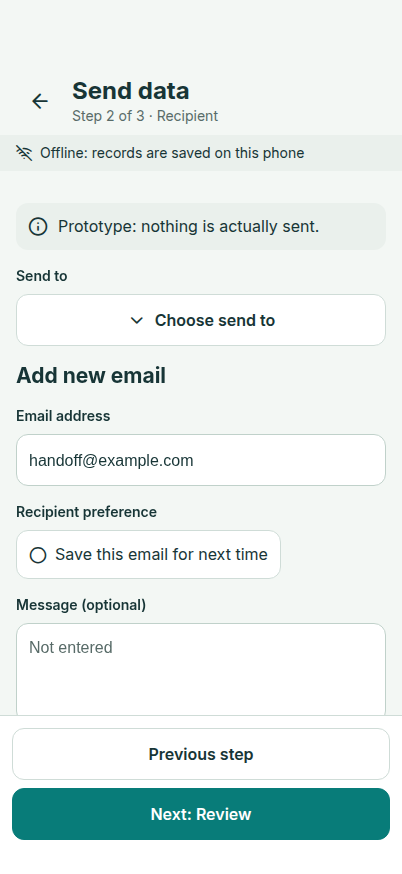 Send data
Step 2 of 3 · Recipient
Offline: records are saved on this phone
Prototype: nothing is actually sent.
Send to
Choose send to
Add new email
Email address
handoff@example.com
Recipient preference
Save this email for next time
Message (optional)
Not entered
Previous step
Next: Review